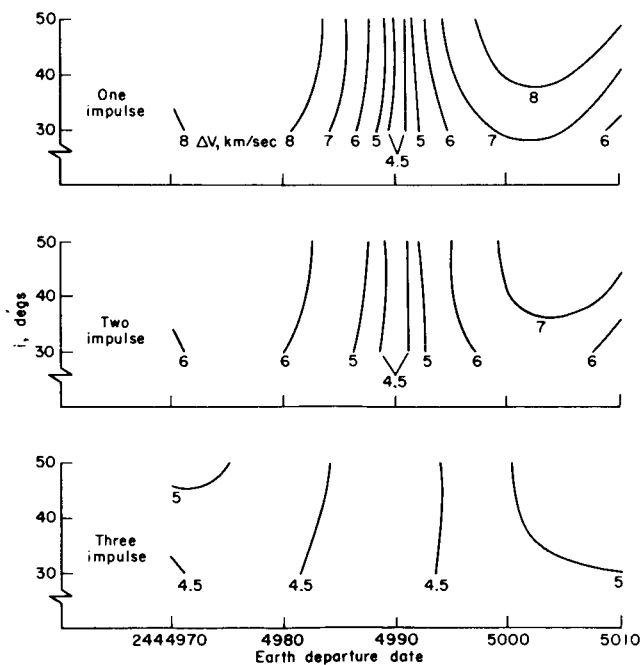 50
40
One impulse
30
8 ΔV, km/sec 8 7 6 5 5 6 7 6
4.5
8
50
40
Two impulse
30
6 6 5 5 6 6
4.5
7
i, degs
50
5
40
Three impulse
30
4.5 4.5 4.5 5
2444970 4980 4990 5000 5010
Earth departure date